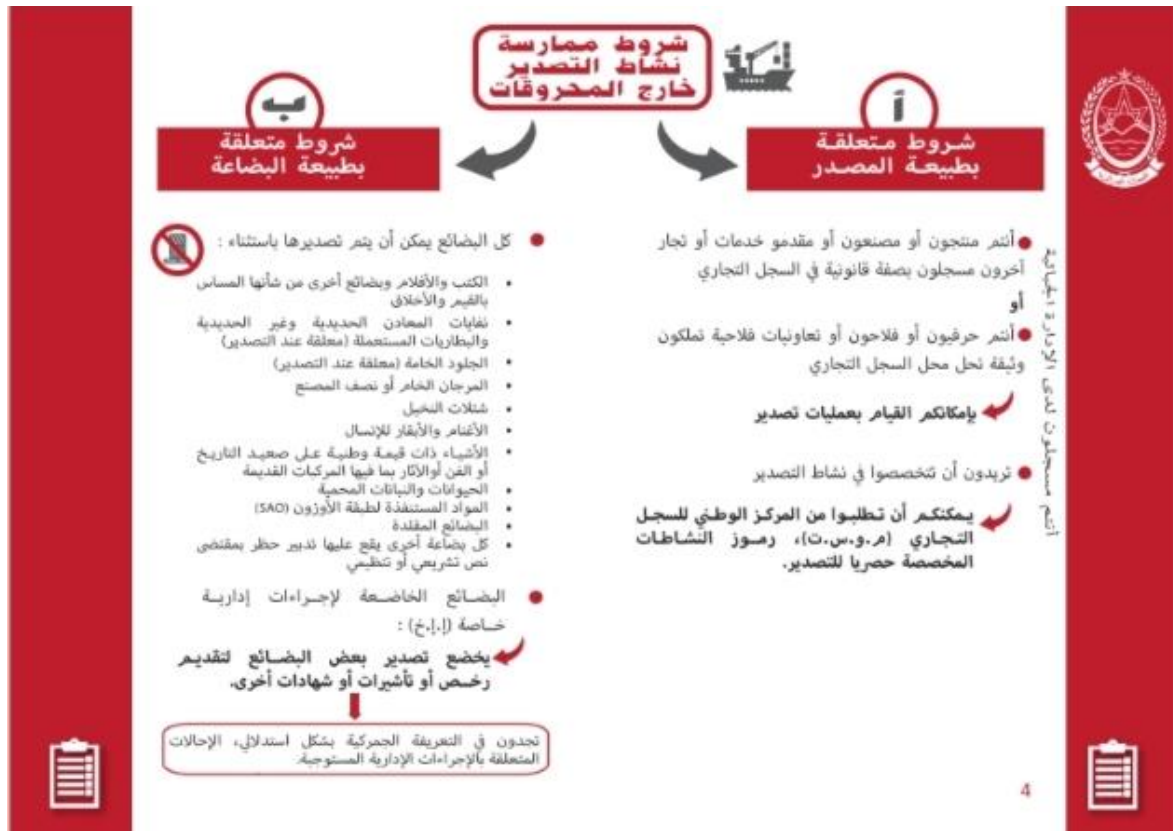 شروط ممارسة
نشاط التصدير
خارج المحروقات
أ
شروط متعلقة
بطبيعة المصدر
أنتم منتجون أو مصنعون أو مقدمو خدمات أو تجار
آخرون مسجلون بصفة قانونية في السجل التجاري
أو
أنتم حرفيون أو فلاحون أو تعاونيات فلاحية تملكون
وثيقة تحل محل السجل التجاري
بإمكانكم القيام بعمليات تصدير
تريدون أن تتخصصوا في نشاط التصدير
يمكنكم أن تطلبوا من المركز الوطني للسجل
التجاري (م.و.س.ت)، رموز النشاطات
المخصصة حصريا للتصدير.
أنتم مسجلون لدى الإدارة الجبائية
ب
شروط متعلقة
بطبيعة البضاعة
كل البضائع يمكن أن يتم تصديرها باستثناء :
الكتب والأفلام وبضائع أخرى من شأنها المساس
بالقيم والأخلاق
نفايات المعادن الحديدية وغير الحديدية
والبطاريات المستعملة (معلقة عند التصدير)
الجلود الخامة (معلقة عند التصدير)
المرجان الخام أو نصف المصنع
شتلات النخيل
الأغنام والأبقار للإنسال
الأشياء ذات قيمة وطنية على صعيد التاريخ
أو الفن أوالآثار بما فيها المركبات القديمة
الحيوانات والنباتات المحمية
المواد المستنفذة لطبقة الأوزون (SAO)
البضائع المقلدة
كل بضاعة أخرى يقع عليها تدبير حظر بمقتضى
نص تشريعي أو تنظيمي
البضائع الخاضعة لإجراءات إدارية
خاصة (إ.إ.خ) :
يخضع تصدير بعض البضائع لتقديم
رخص أو تأشيرات أو شهادات أخرى.
تجدون في التعريفة الجمركية بشكل استدلالي، الإحالات
المتعلقة بالإجراءات الإدارية المستوجبة.
4